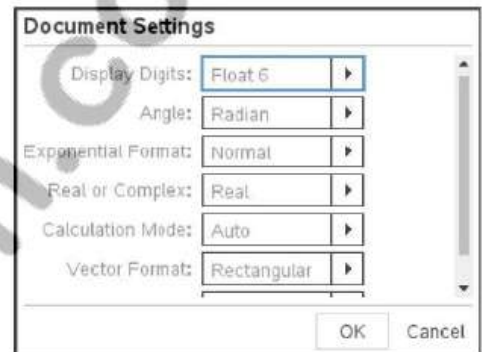 Document Settings
Display Digits: Float 6
Angle: Radian
Exponential Format: Normal
Real or Complex: Real
Calculation Mode: Auto
Vector Format: Rectangular
OK Cancel